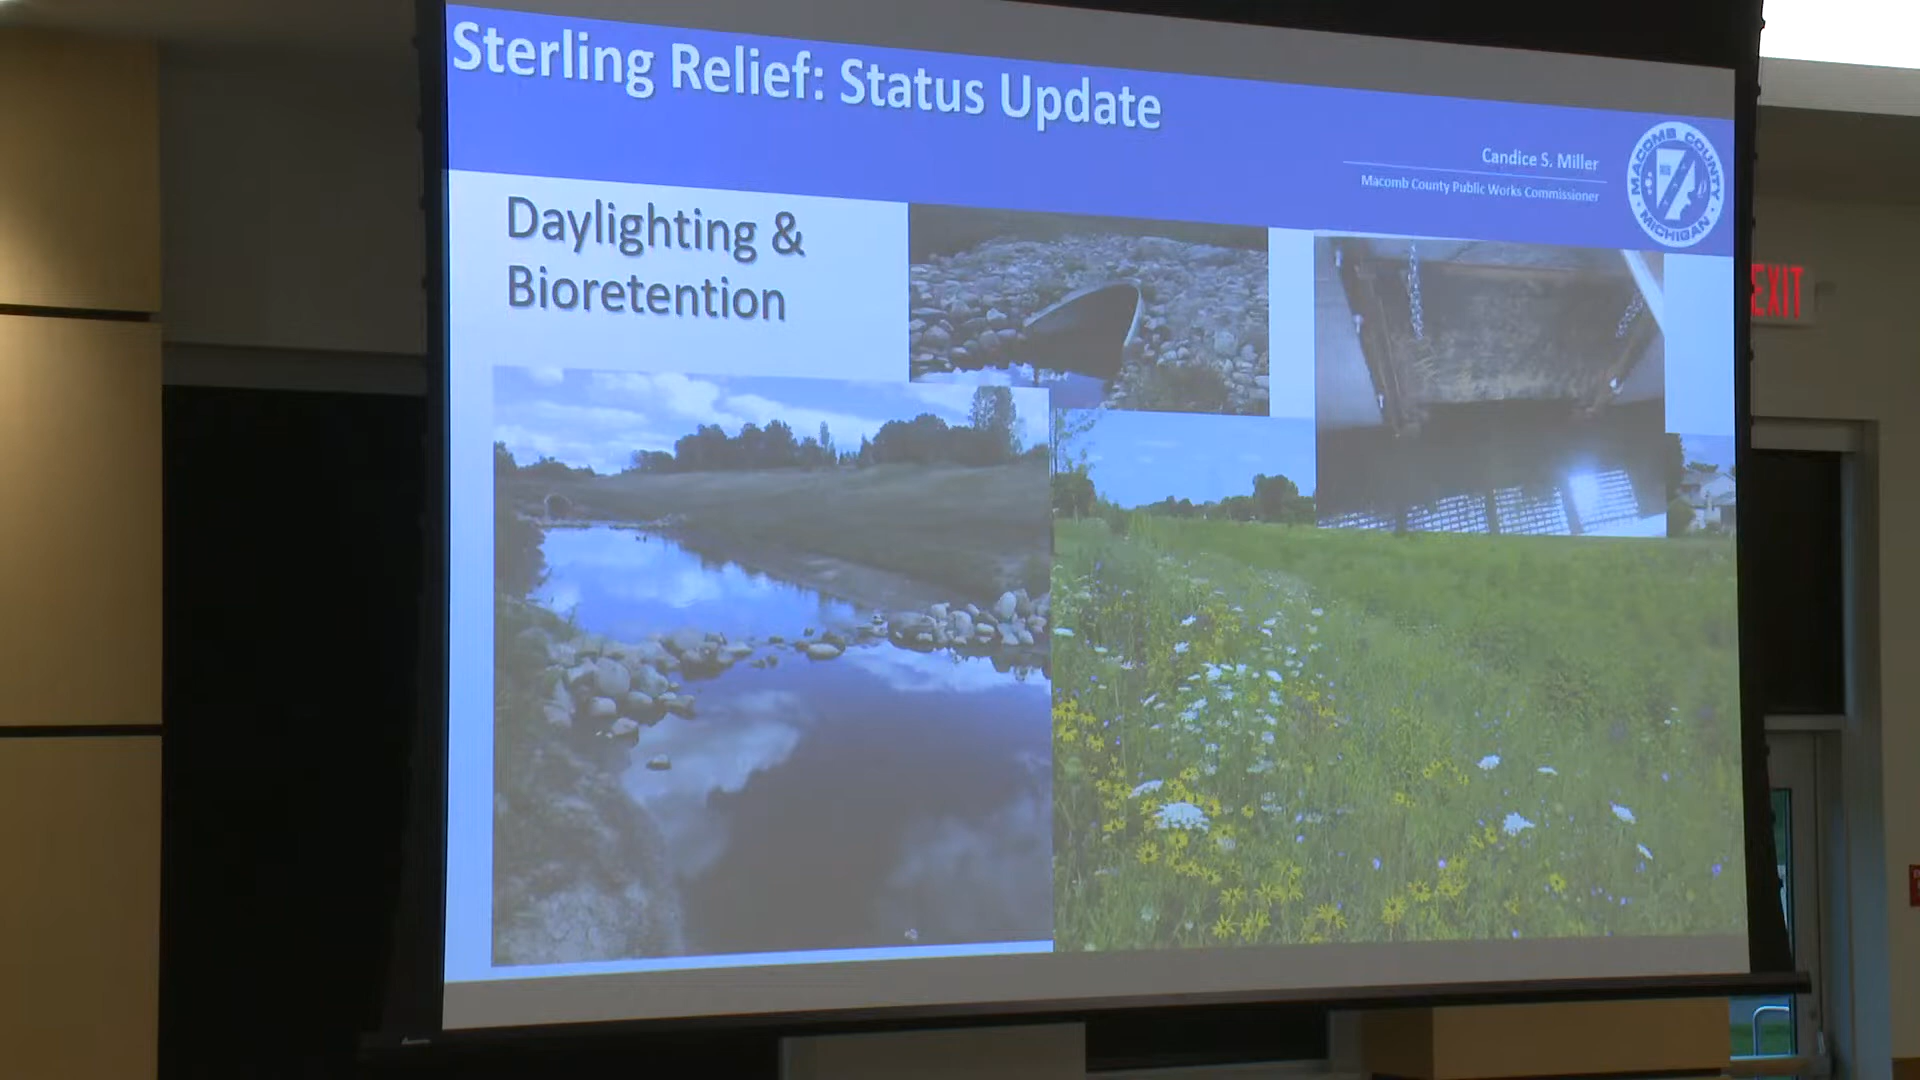 Sterling Relief: Status Update
Candice S. Miller
Macomb County Public Works Commissioner
MACOMB COUNTY
MICHIGAN
Daylighting &
Bioretention
EXIT